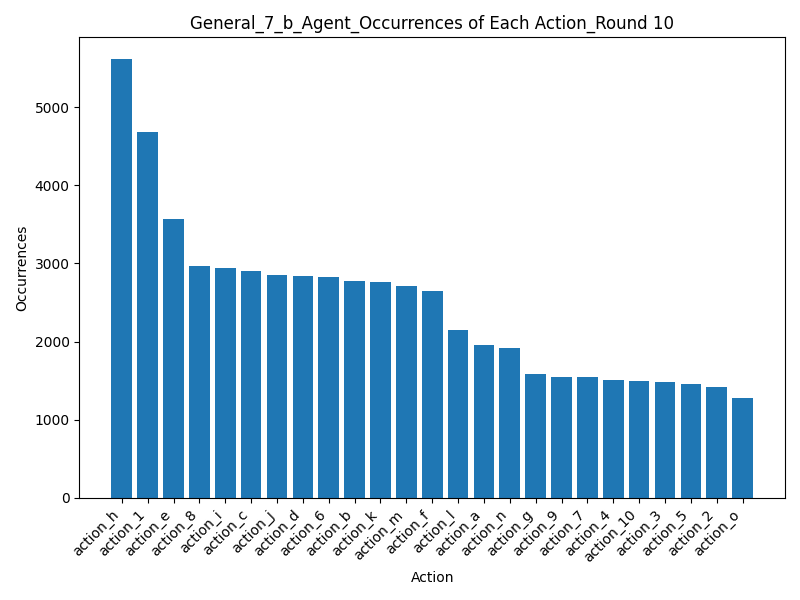 General_7_b_Agent_Occurrences of Each Action_Round 10
Occurrences
5000
4000
3000
2000
1000
0
action_h
action_1
action_e
action_8
action_i
action_c
action_j
action_d
action_6
action_b
action_k
action_m
action_f
action_l
action_a
action_n
action_g
action_9
action_7
action_4
action_10
action_3
action_5
action_2
action_o
Action